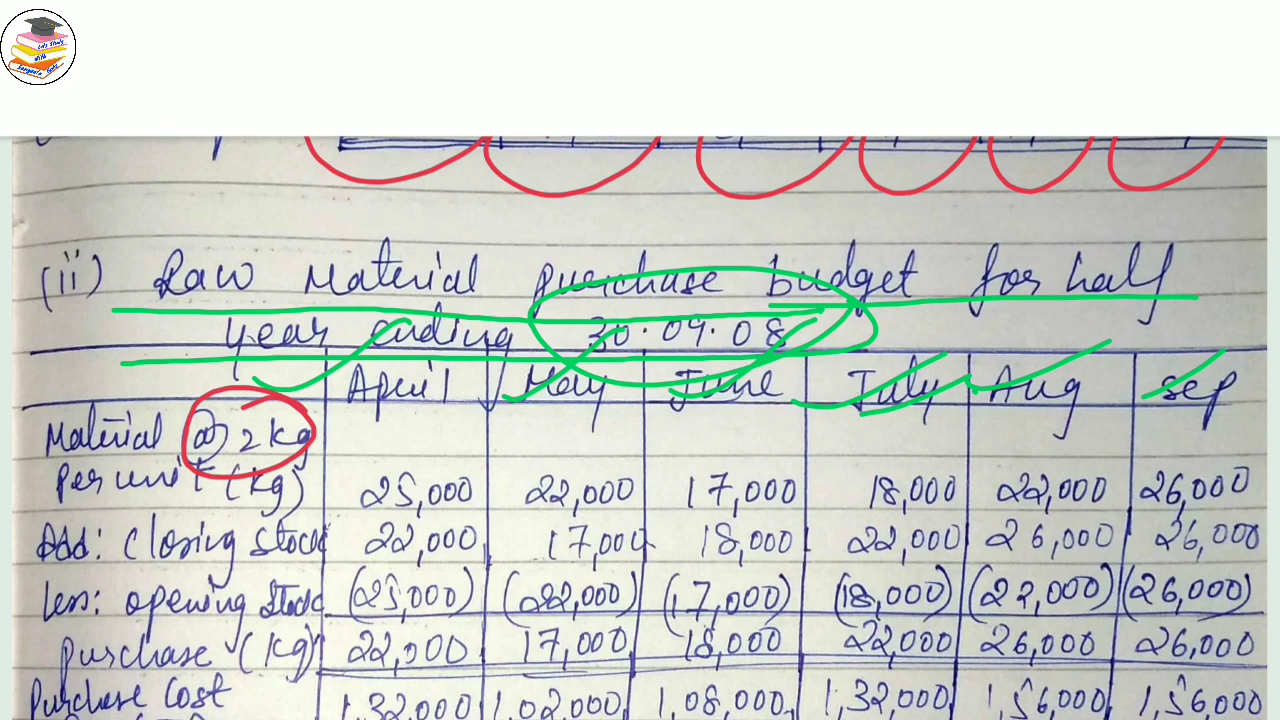 Let's Study
With
(ii) Raw Material purchase budget for half
year ending 30.09.08
April May June July Aug sep
Material @ 2 kg
Per unit (kg) 25,000 22,000 17,000 18,000 22,000 26,000
Add: Closing Stock 22,000 17,000 18,000 22,000 26,000 26,000
Less: opening Stock (25,000) (22,000) (17,000) (18,000) (22,000) (26,000)
Purchase (kg) 22,000 17,000 18,000 22,000 26,000 26,000
Purchase Cost 1,32,000 1,02,000 1,08,000 1,32,000 1,56,000 1,56,000